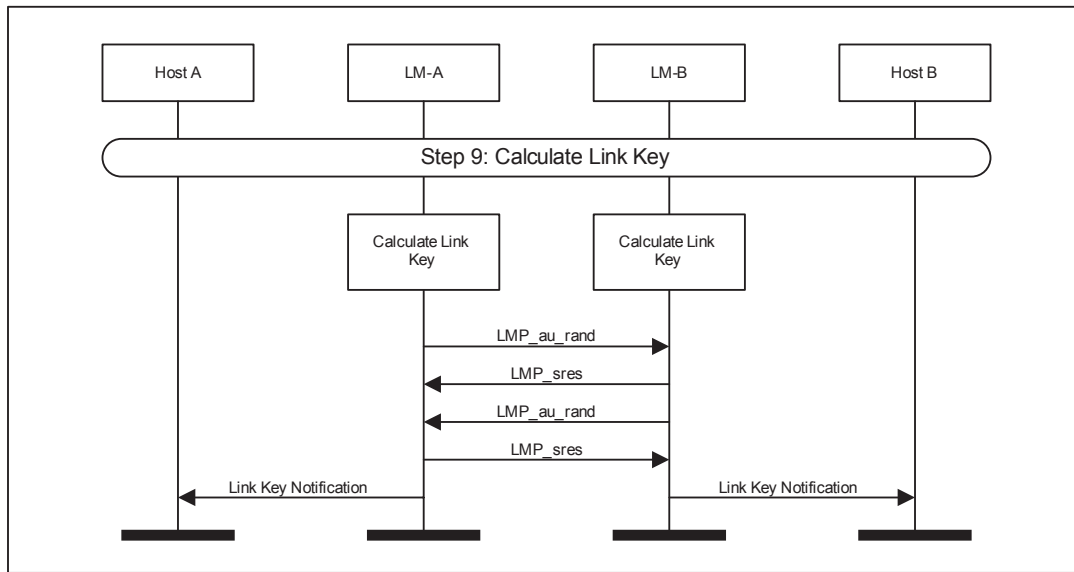 Host A
LM-A
LM-B
Host B
Step 9: Calculate Link Key
Calculate Link
Key
Calculate Link
Key
LMP_au_rand
LMP_sres
LMP_au_rand
LMP_sres
Link Key Notification
Link Key Notification